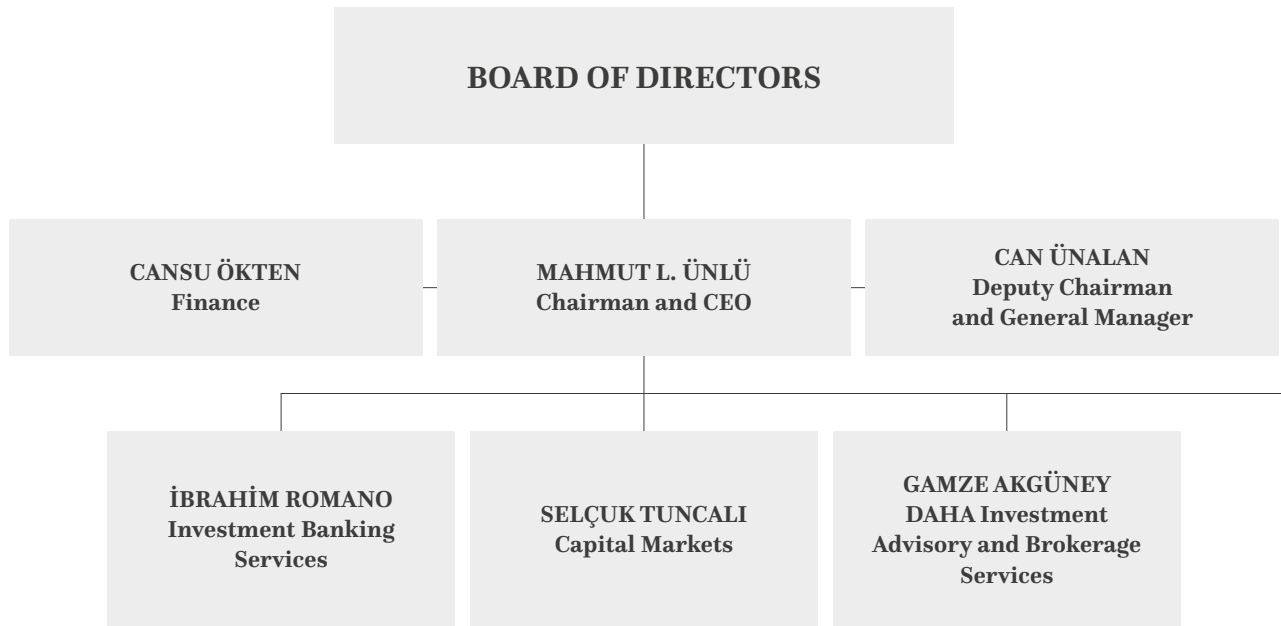 BOARD OF DIRECTORS
CANSU ÖKTEN
Finance
MAHMUT L. ÜNLÜ
Chairman and CEO
CAN ÜNALAN
Deputy Chairman
and General Manager
İBRAHİM ROMANO
Investment Banking
Services
SELÇUK TUNCALI
Capital Markets
GAMZE AKGÜNEY
DAHA Investment
Advisory and Brokerage
Services